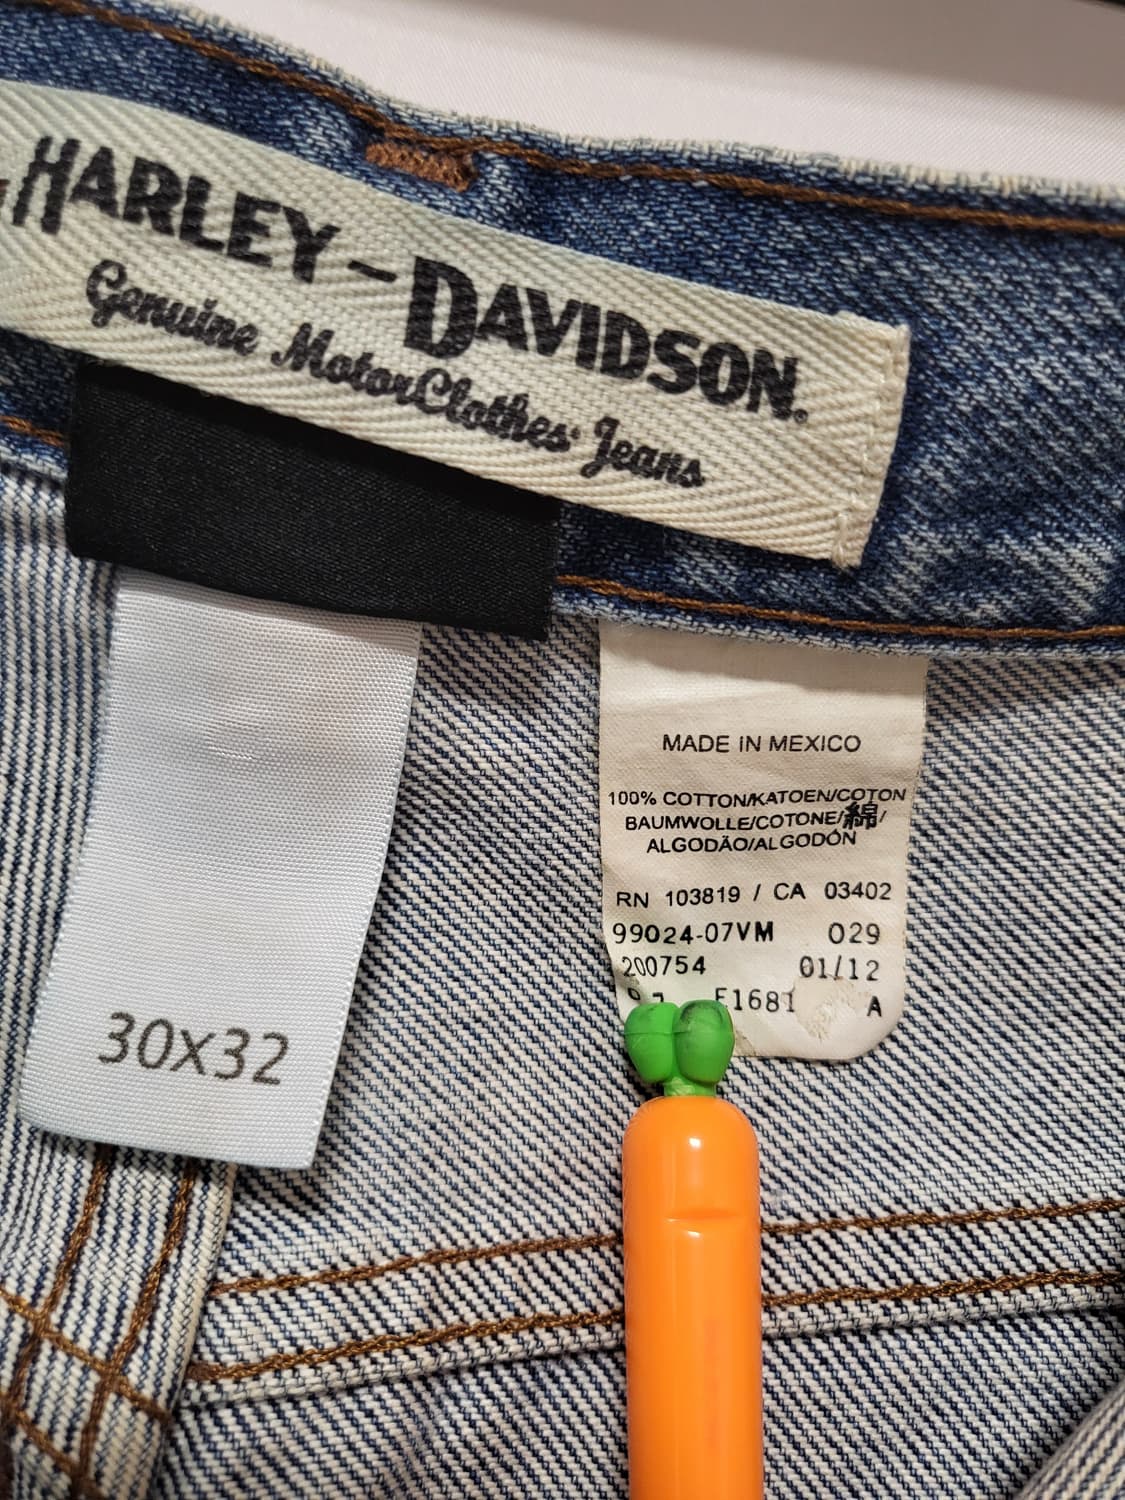 HARLEY-DAVIDSON.
Genuine MotorClothes® Jeans
30X32
MADE IN MEXICO
100% COTTON/KATOEN/COTON
BAUMWOLLE/COTONE/綿/
ALGODÃO/ALGODÓN
RN 103819 / CA 03402
99024-07VM 029
200754 01/12
E1681 A